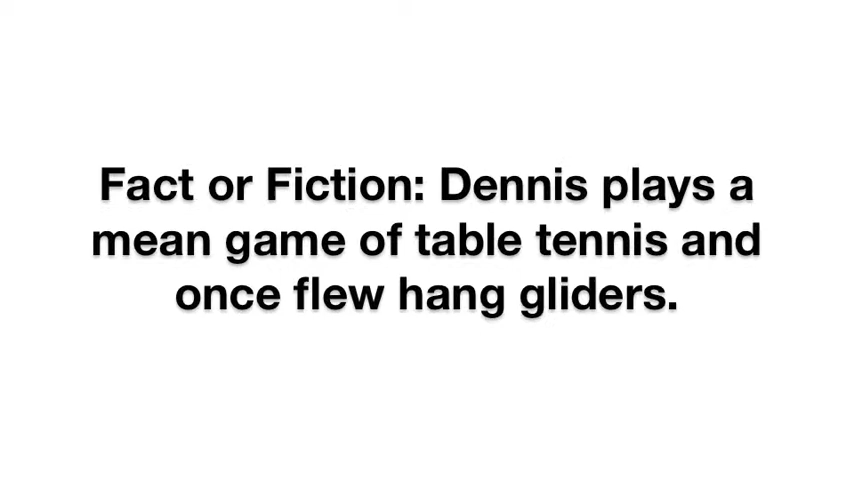 Fact or Fiction: Dennis plays a
mean game of table tennis and
once flew hang gliders.